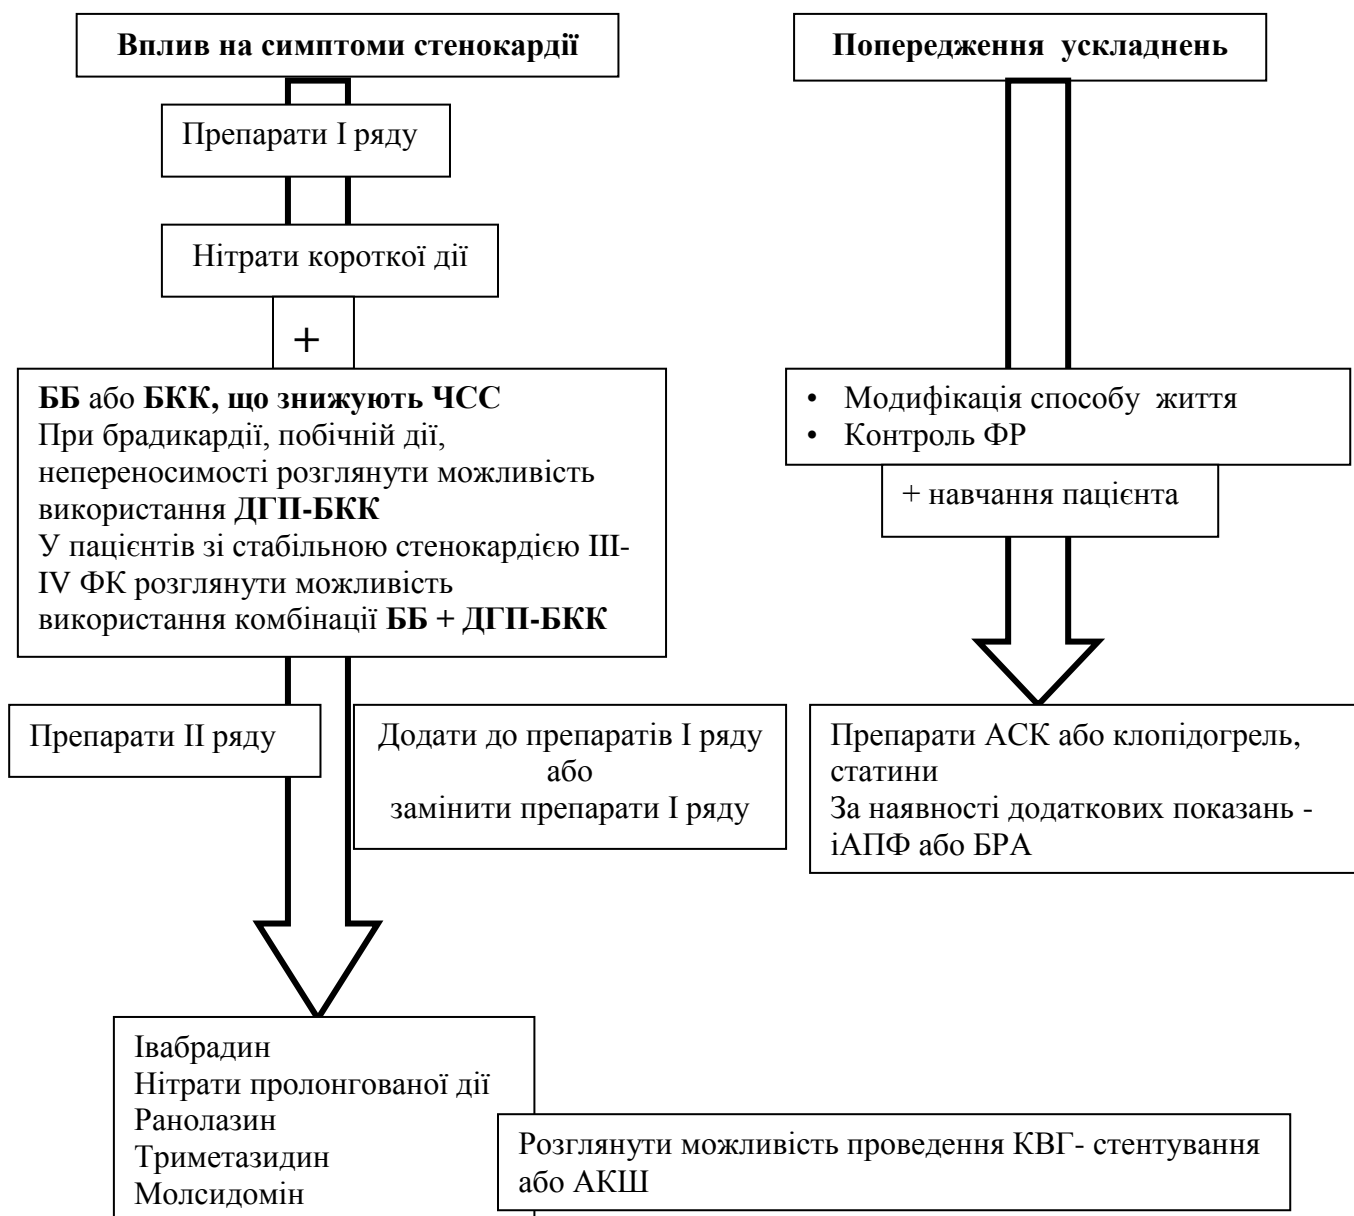 Вплив на симптоми стенокардії
Препарати І ряду
Нітрати короткої дії
+
ББ або БКК, що знижують ЧСС
При брадикардії, побічній дії,
непереносимості розглянути можливість
використання ДГП-БКК
У пацієнтів зі стабільною стенокардією ІІІ-
ІV ФК розглянути можливість
використання комбінації ББ + ДГП-БКК
Препарати ІІ ряду
Додати до препаратів І ряду
або
замінити препарати І ряду
Івабрадин
Нітрати пролонгованої дії
Ранолазин
Триметазидин
Молсидомін
Розглянути можливість проведення КВГ- стентування
або АКШ
Попередження ускладнень
• Модифікація способу життя
• Контроль ФР
+ навчання пацієнта
Препарати АСК або клопідогрель,
статини
За наявності додаткових показань -
іАПФ або БРА